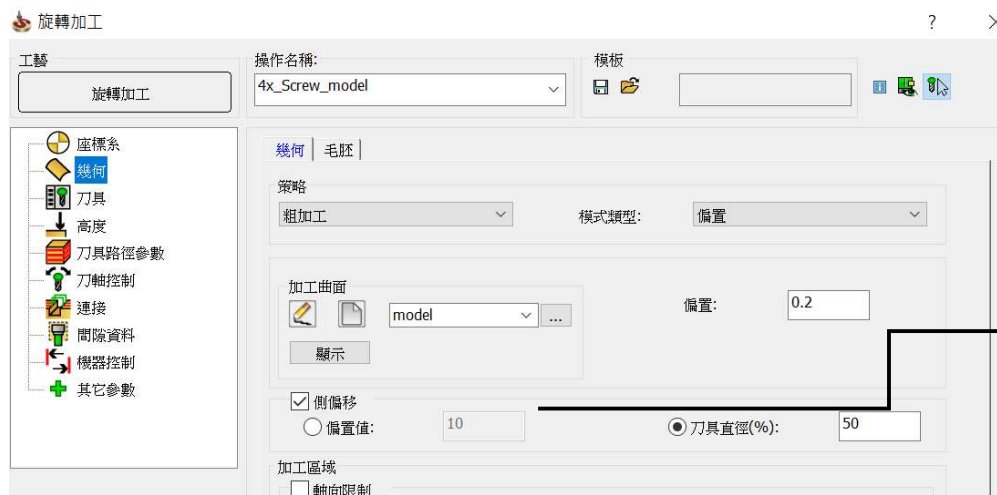 旋轉加工
工藝
旋轉加工
操作名稱:
4x_Screw_model
模板
座標系
幾何
刀具
高度
刀具路徑參數
刀軸控制
連接
間隙資料
機器控制
其它參數
幾何 毛胚
策略
粗加工 模式類型: 偏置
加工曲面
model ...
顯示
偏置: 0.2
側偏移
偏置值: 10 刀具直徑(%): 50
加工區域
軸向限制